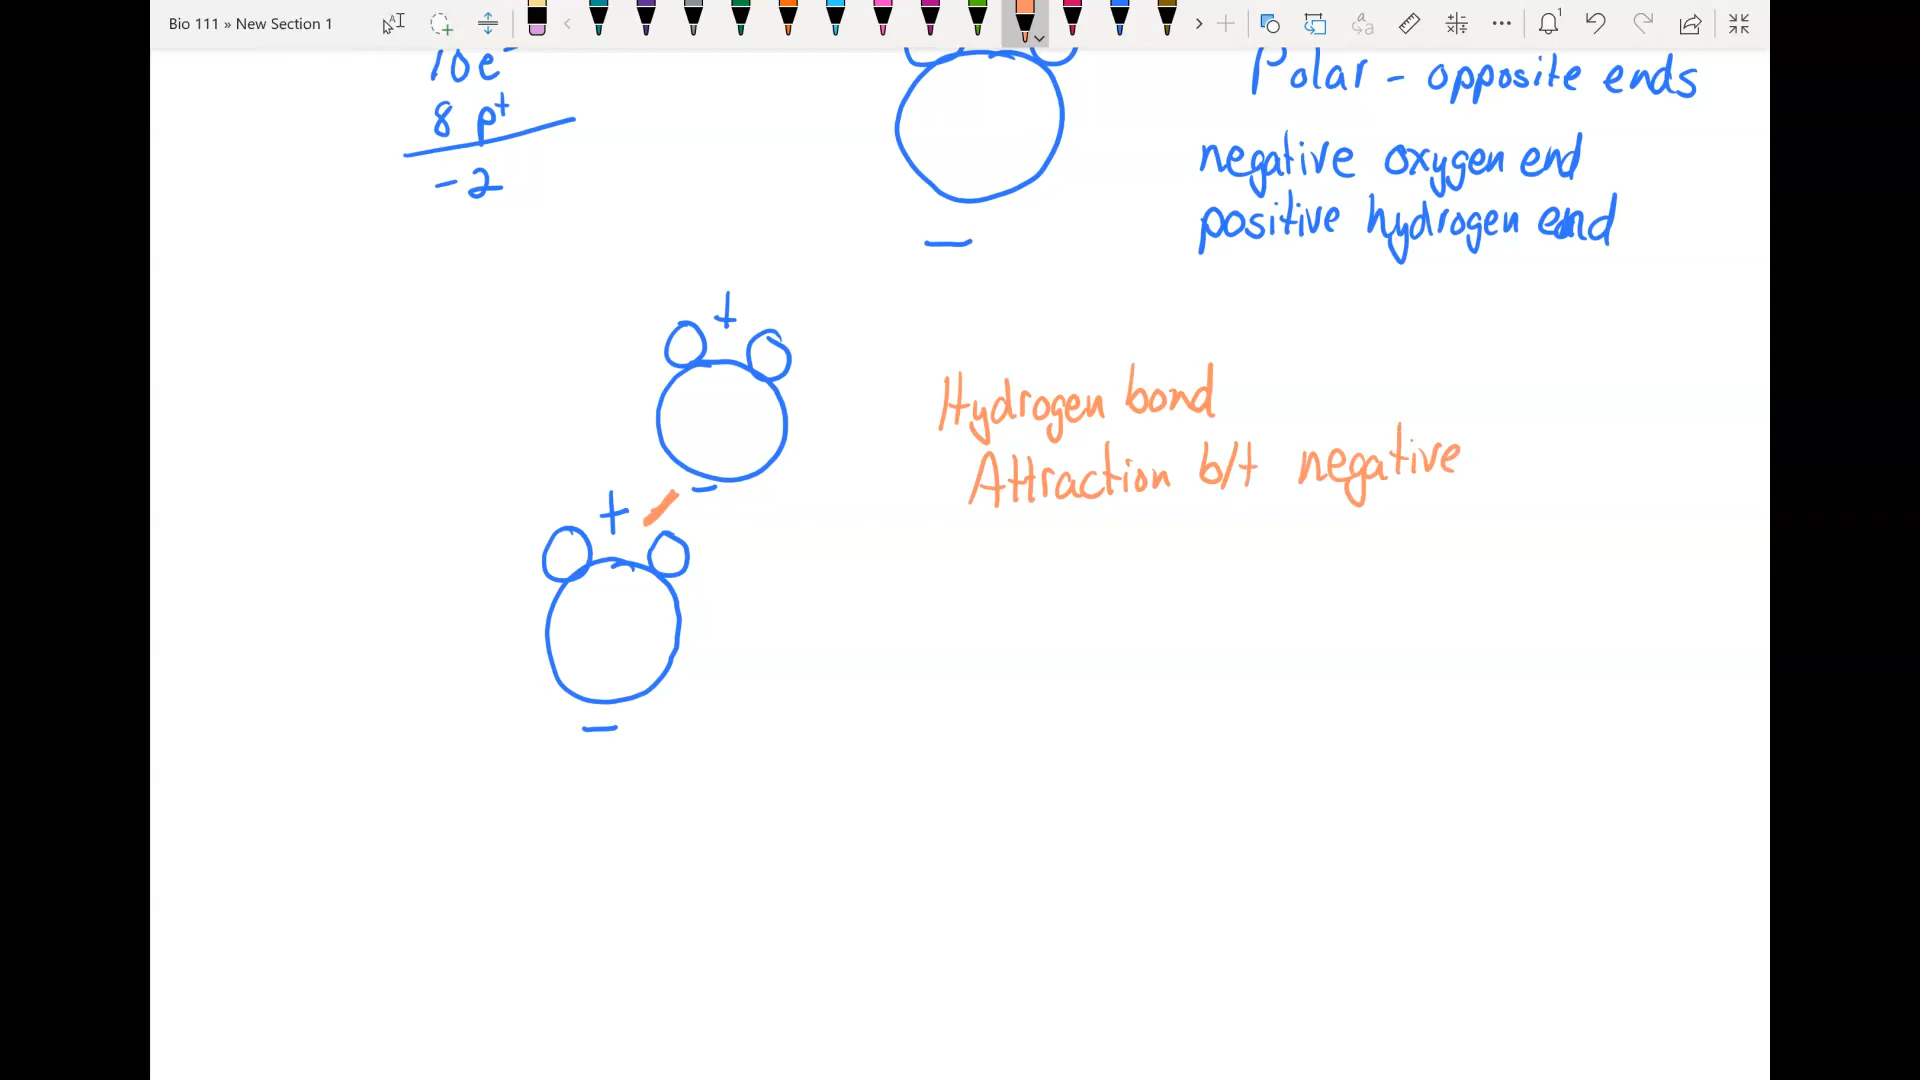 Bio 111 » New Section 1
10e⁻
8 p⁺
-2
Polar - opposite ends
negative oxygen end
positive hydrogen end
−
+
−
+
−
Hydrogen bond
Attraction b/t negative